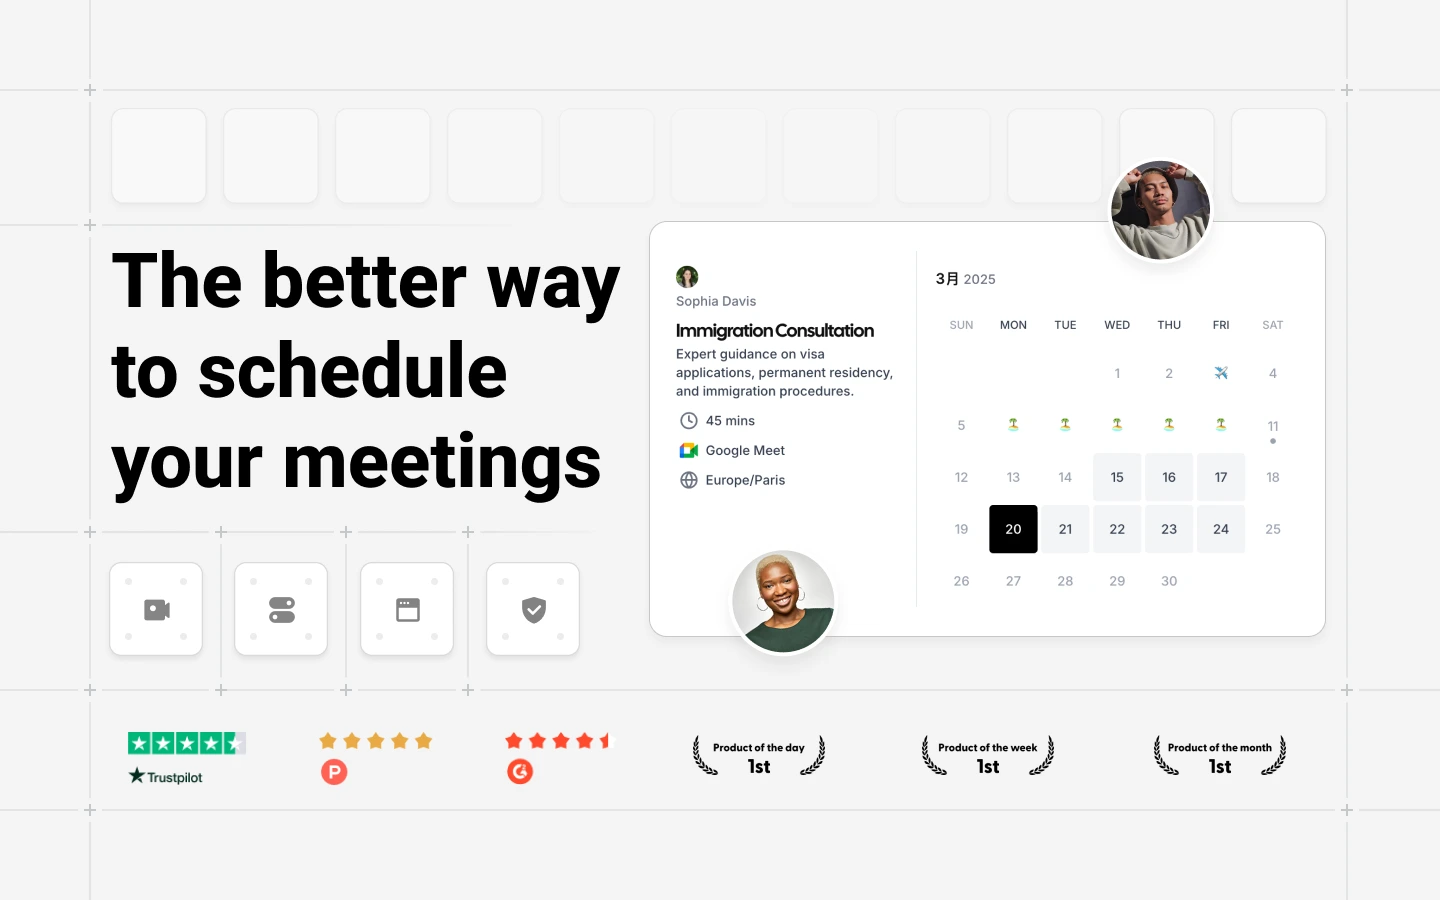 The better way
to schedule
your meetings
Sophia Davis
Immigration Consultation
Expert guidance on visa
applications, permanent residency,
and immigration procedures.
45 mins
Google Meet
Europe/Paris
3月 2025
SUN MON TUE WED THU FRI SAT
1 2 4
5 11
12 13 14 15 16 17 18
19 20 21 22 23 24 25
26 27 28 29 30
Trustpilot
Product of the day
1st
Product of the week
1st
Product of the month
1st